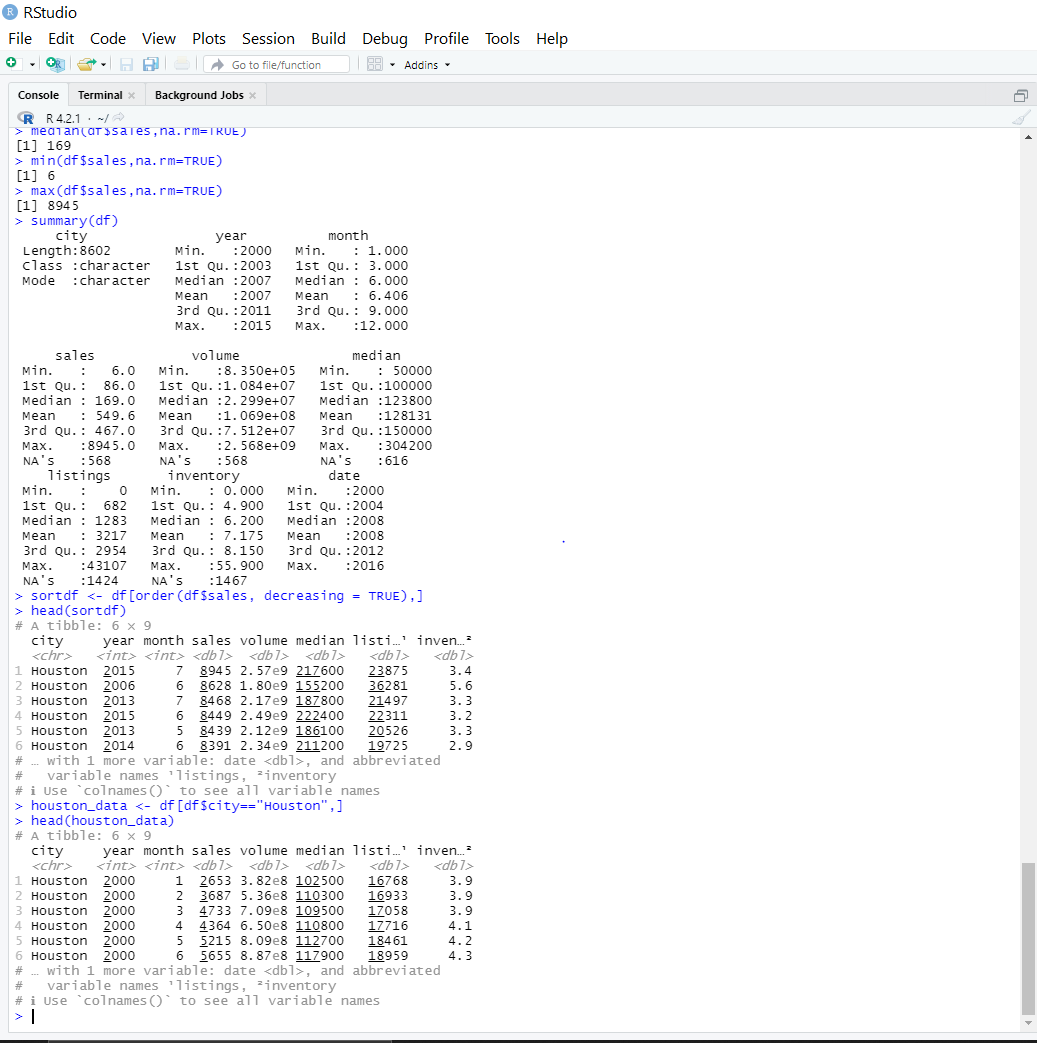 R RStudio
File Edit Code View Plots Session Build Debug Profile Tools Help
Go to file/function Addins
Console Terminal × Background Jobs ×
R R 4.2.1 · ~/
> median(df$sales,na.rm=TRUE)
[1] 169
> min(df$sales,na.rm=TRUE)
[1] 6
> max(df$sales,na.rm=TRUE)
[1] 8945
> summary(df)
city year month
Length:8602 Min. :2000 Min. : 1.000
Class :character 1st Qu.:2003 1st Qu.: 3.000
Mode :character Median :2007 Median : 6.000
Mean :2007 Mean : 6.406
3rd Qu.:2011 3rd Qu.: 9.000
Max. :2015 Max. :12.000
sales volume median
Min. : 6.0 Min. :8.350e+05 Min. : 50000
1st Qu.: 86.0 1st Qu.:1.084e+07 1st Qu.:100000
Median : 169.0 Median :2.299e+07 Median :123800
Mean : 549.6 Mean :1.069e+08 Mean :128131
3rd Qu.: 467.0 3rd Qu.:7.512e+07 3rd Qu.:150000
Max. :8945.0 Max. :2.568e+09 Max. :304200
NA's :568 NA's :568 NA's :616
listings inventory date
Min. : 0 Min. : 0.000 Min. :2000
1st Qu.: 682 1st Qu.: 4.900 1st Qu.:2004
Median : 1283 Median : 6.200 Median :2008
Mean : 3217 Mean : 7.175 Mean :2008
3rd Qu.: 2954 3rd Qu.: 8.150 3rd Qu.:2012
Max. :43107 Max. :55.900 Max. :2016
NA's :1424 NA's :1467
> sortdf <- df[order(df$sales, decreasing = TRUE),]
> head(sortdf)
# A tibble: 6 × 9
city year month sales volume median listi…¹ inven…²
<chr> <int> <int> <dbl> <dbl> <dbl> <dbl> <dbl>
1 Houston 2015 7 8945 2.57e9 217600 23875 3.4
2 Houston 2006 6 8628 1.80e9 155200 36281 5.6
3 Houston 2013 7 8468 2.17e9 187800 21497 3.3
4 Houston 2015 6 8449 2.49e9 222400 22311 3.2
5 Houston 2013 5 8439 2.12e9 186100 20526 3.3
6 Houston 2014 6 8391 2.34e9 211200 19725 2.9
# … with 1 more variable: date <dbl>, and abbreviated
# variable names ¹listings, ²inventory
# ℹ Use `colnames()` to see all variable names
> houston_data <- df[df$city=="Houston",]
> head(houston_data)
# A tibble: 6 × 9
city year month sales volume median listi…¹ inven…²
<chr> <int> <int> <dbl> <dbl> <dbl> <dbl> <dbl>
1 Houston 2000 1 2653 3.82e8 102500 16768 3.9
2 Houston 2000 2 3687 5.36e8 110300 16933 3.9
3 Houston 2000 3 4733 7.09e8 109500 17058 3.9
4 Houston 2000 4 4364 6.50e8 110800 17716 4.1
5 Houston 2000 5 5215 8.09e8 112700 18461 4.2
6 Houston 2000 6 5655 8.87e8 117900 18959 4.3
# … with 1 more variable: date <dbl>, and abbreviated
# variable names ¹listings, ²inventory
# ℹ Use `colnames()` to see all variable names
>